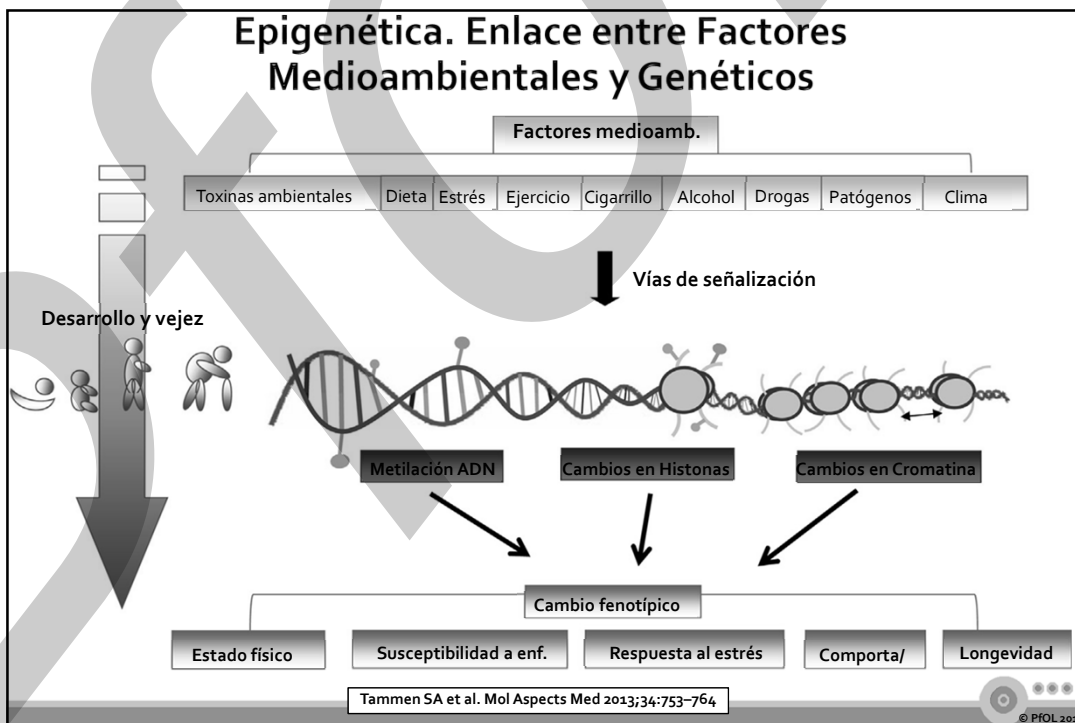 Epigenética. Enlace entre Factores
Medioambientales y Genéticos
Factores medioamb.
Toxinas ambientales Dieta Estrés Ejercicio Cigarrillo Alcohol Drogas Patógenos Clima
Vías de señalización
Desarrollo y vejez
Metilación ADN Cambios en Histonas Cambios en Cromatina
Cambio fenotípico
Estado físico Susceptibilidad a enf. Respuesta al estrés Comporta/ Longevidad
Tammen SA et al. Mol Aspects Med 2013;34:753–764
© PfOL 201